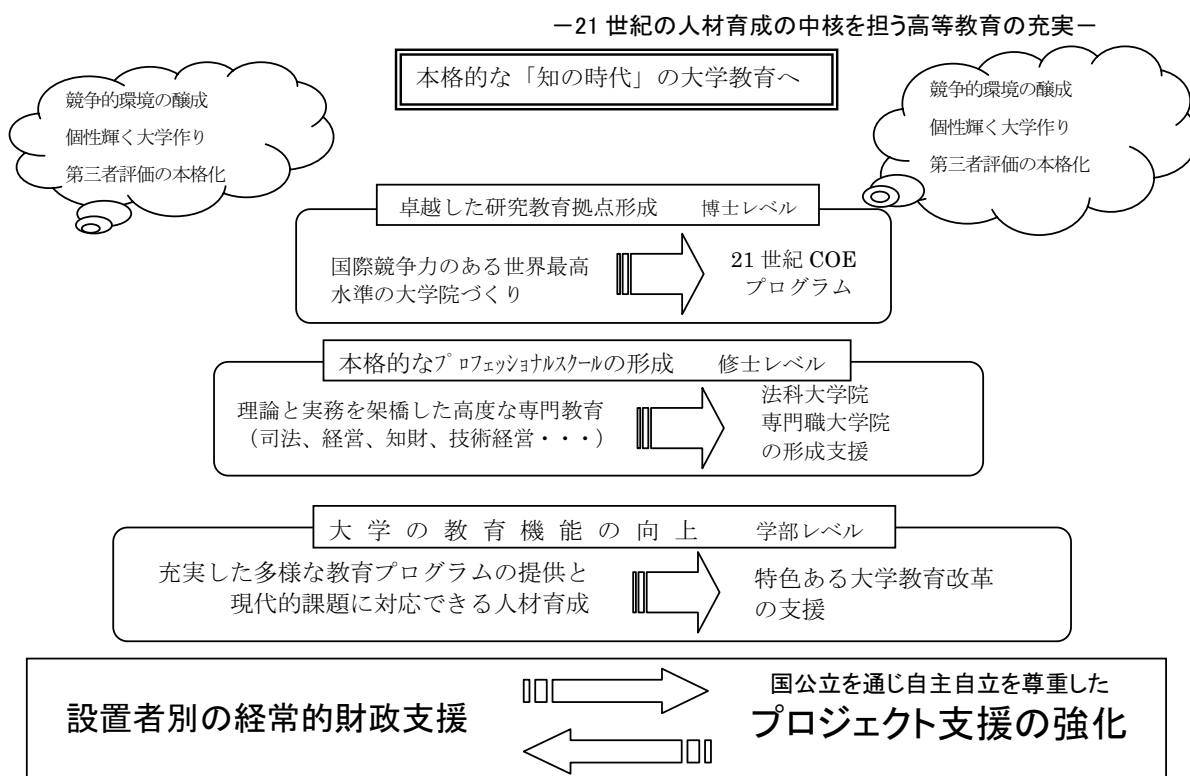 －21 世紀の人材育成の中核を担う高等教育の充実－
本格的な「知の時代」の大学教育へ
競争的環境の醸成
個性輝く大学作り
第三者評価の本格化
競争的環境の醸成
個性輝く大学作り
第三者評価の本格化
卓越した研究教育拠点形成　博士レベル
国際競争力のある世界最高
水準の大学院づくり
21 世紀 COE
プログラム
本格的なﾌﾟﾛﾌｪｯｼｮﾅﾙｽｸｰﾙの形成　修士レベル
理論と実務を架橋した高度な専門教育
（司法、経営、知財、技術経営・・・）
法科大学院
専門職大学院
の形成支援
大 学 の 教 育 機 能 の 向 上　学部レベル
充実した多様な教育プログラムの提供と
現代的課題に対応できる人材育成
特色ある大学教育改革
の支援
設置者別の経常的財政支援
国公立を通じ自主自立を尊重した
プロジェクト支援の強化